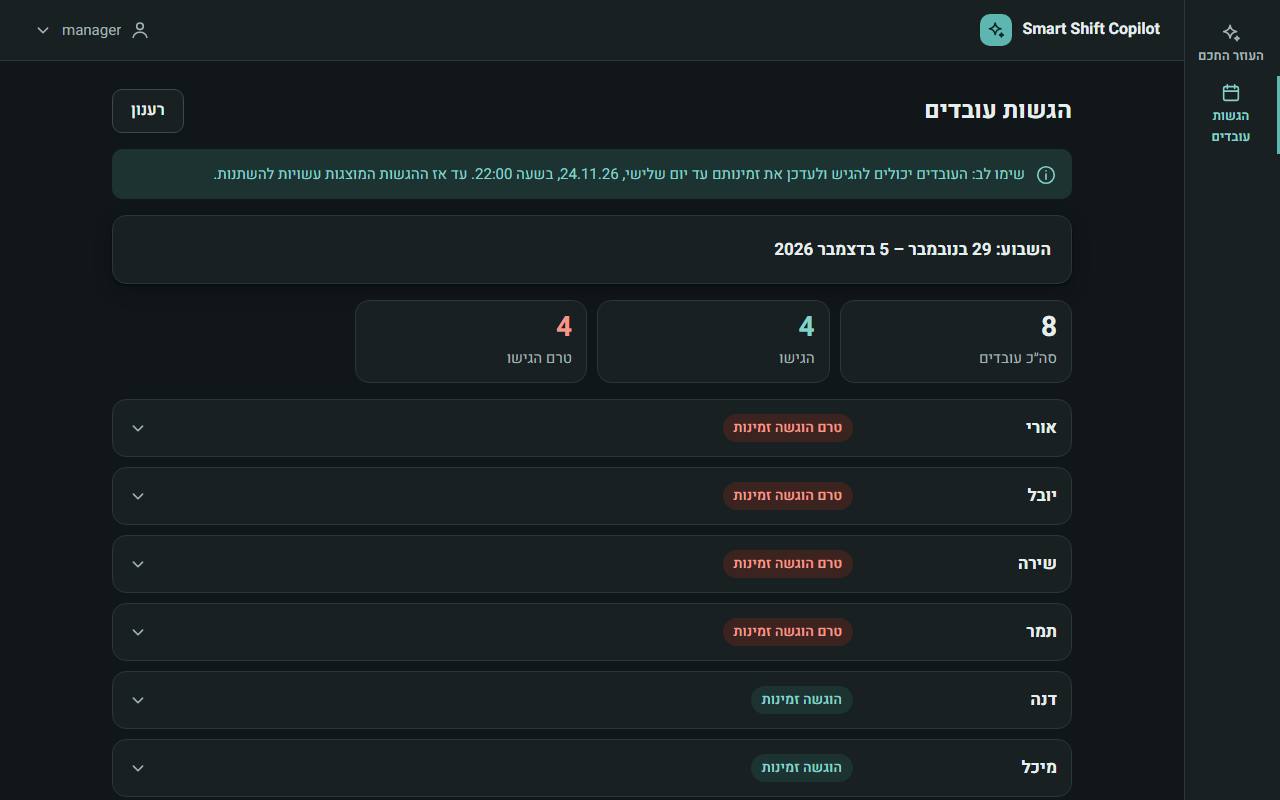 Smart Shift Copilot
manager
העוזר החכם
הגשות
עובדים
הגשות עובדים
רענון
שימו לב: העובדים יכולים להגיש ולעדכן את זמינותם עד יום שלישי, 24.11.26, בשעה 22:00. עד אז ההגשות המוצגות עשויות להשתנות.
השבוע: 29 בנובמבר – 5 בדצמבר 2026
8
סה"כ עובדים
4
הגישו
4
טרם הגישו
אורי
טרם הוגשה זמינות
יובל
טרם הוגשה זמינות
שירה
טרם הוגשה זמינות
תמר
טרם הוגשה זמינות
דנה
הוגשה זמינות
מיכל
הוגשה זמינות